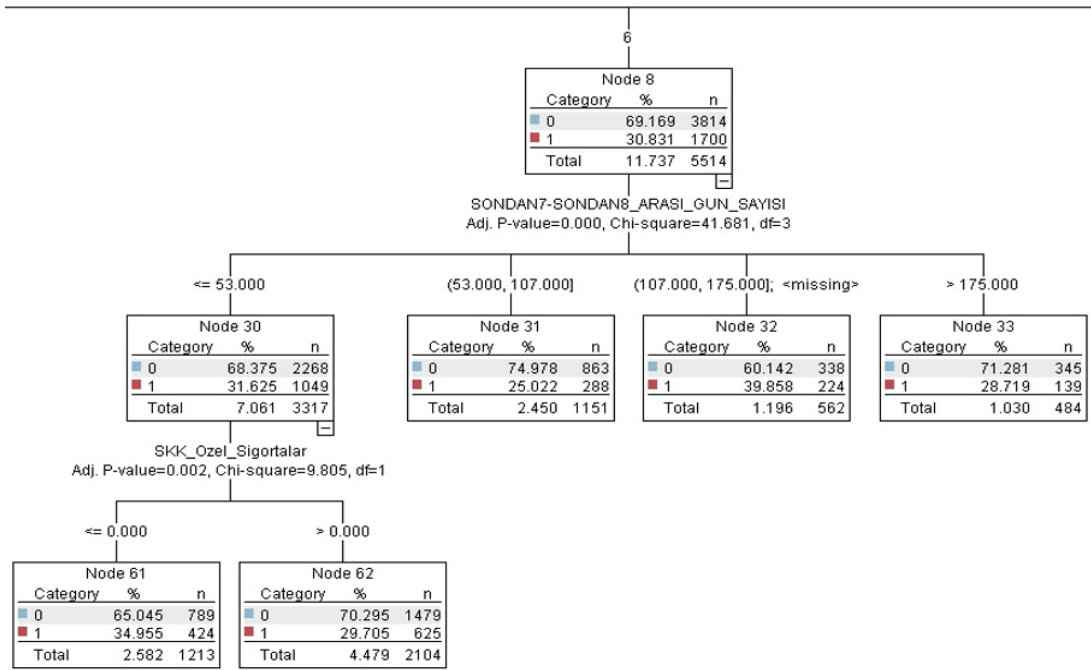 6
Node 8
Category % n
0 69.169 3814
1 30.831 1700
Total 11.737 5514
SONDAN7-SONDAN8_ARASI_GUN_SAYISI
Adj. P-value=0.000, Chi-square=41.681, df=3
<= 53.000
(53.000, 107.000]
(107.000, 175.000]; <missing>
> 175.000
Node 30
Category % n
0 68.375 2268
1 31.625 1049
Total 7.061 3317
Node 31
Category % n
0 74.978 863
1 25.022 288
Total 2.450 1151
Node 32
Category % n
0 60.142 338
1 39.858 224
Total 1.196 562
Node 33
Category % n
0 71.281 345
1 28.719 139
Total 1.030 484
SKK_Ozel_Sigortalar
Adj. P-value=0.002, Chi-square=9.805, df=1
<= 0.000
> 0.000
Node 61
Category % n
0 65.045 789
1 34.955 424
Total 2.582 1213
Node 62
Category % n
0 70.295 1479
1 29.705 625
Total 4.479 2104